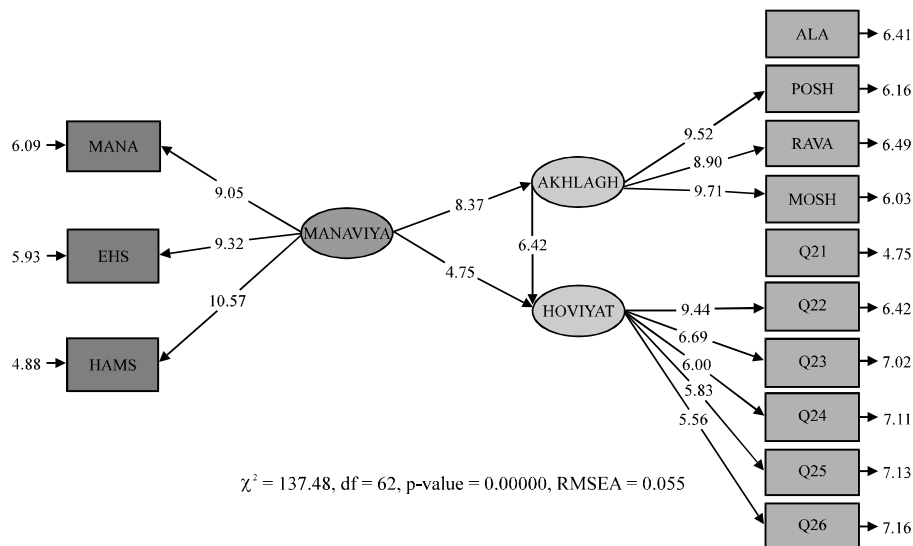 ALA
6.41
POSH
6.16
9.52
6.09
MANA
RAVA
6.49
8.90
AKHLAGH
9.05
8.37
9.71
MOSH
6.03
MANAVIYA
5.93
EHS
9.32
6.42
Q21
4.75
4.75
10.57
HOVIYAT
9.44
Q22
6.42
6.69
4.88
HAMS
6.00
Q23
7.02
5.83
5.56
Q24
7.11
Q25
7.13
χ² = 137.48, df = 62, p-value = 0.00000, RMSEA = 0.055
Q26
7.16